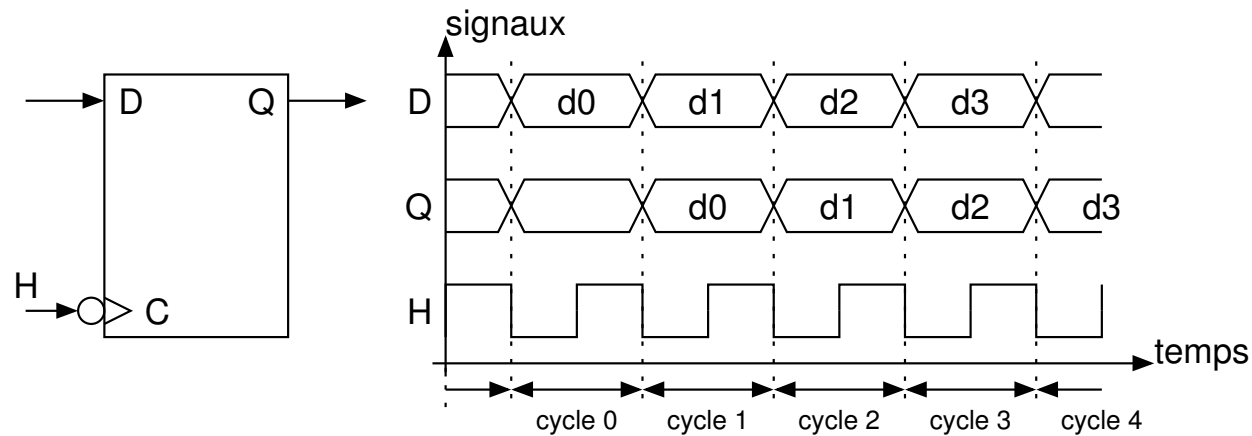 signaux
D Q
D d0 d1 d2 d3
Q d0 d1 d2 d3
H
C
H
temps
cycle 0 cycle 1 cycle 2 cycle 3 cycle 4